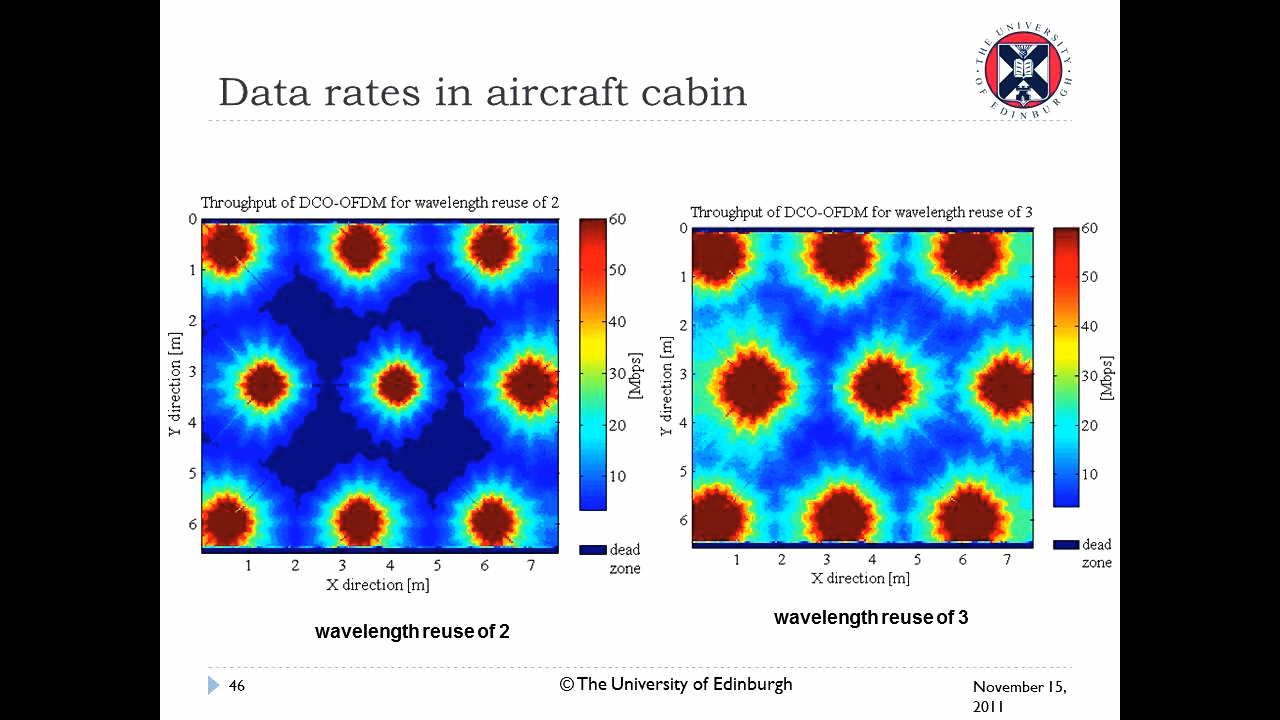 THE UNIVERSITY OF EDINBURGH
Data rates in aircraft cabin
Throughput of DCO-OFDM for wavelength reuse of 2
0
1
2
3
4
5
6
Y direction [m]
1 2 3 4 5 6 7
X direction [m]
60
50
40
30
20
10
[Mbps]
dead
zone
wavelength reuse of 2
Throughput of DCO-OFDM for wavelength reuse of 3
0
1
2
3
4
5
6
Y direction [m]
1 2 3 4 5 6 7
X direction [m]
60
50
40
30
20
10
[Mbps]
dead
zone
wavelength reuse of 3
46
© The University of Edinburgh
November 15,
2011